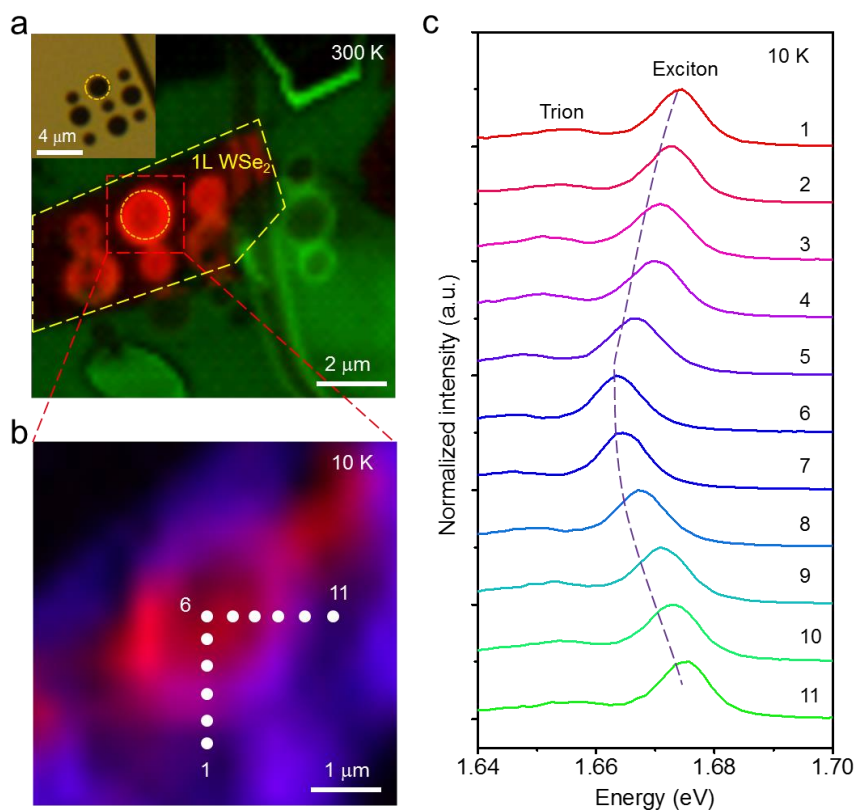 a
300 K
4 μm
1L WSe₂
2 μm
b
10 K
6
11
1
1 μm
c
10 K
Exciton
Trion
1
2
3
4
5
6
7
8
9
10
11
Normalized intensity (a.u.)
1.64
1.66
1.68
1.70
Energy (eV)